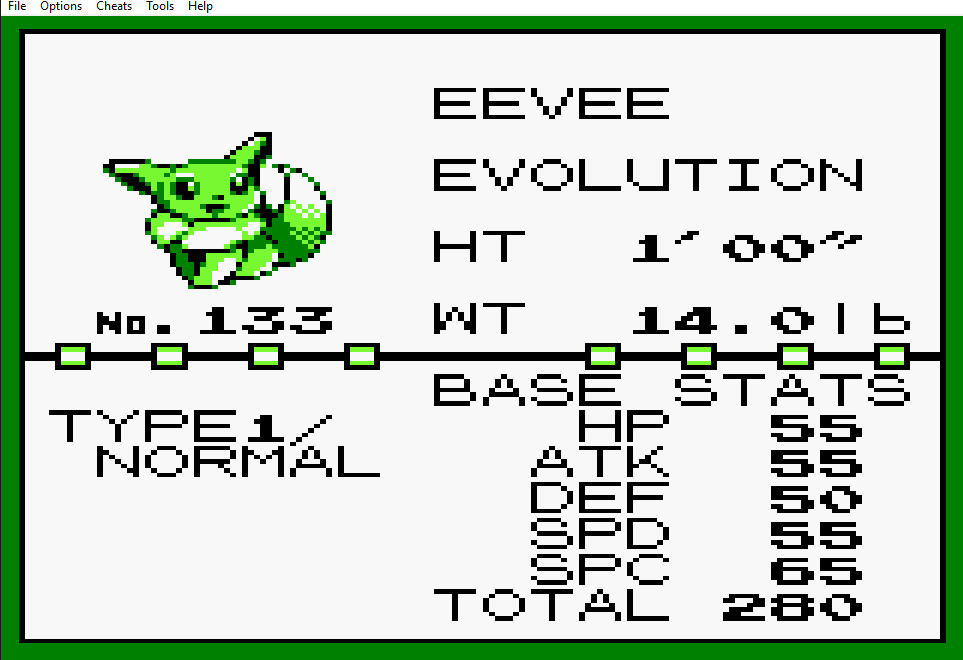 File Options Cheats Tools Help
EEVEE
EVOLUTION
HT 1′00″
WT 14.0lb
No.133
BASE STATS
TYPE1/
NORMAL
HP 55
ATK 55
DEF 50
SPD 55
SPC 65
TOTAL 280